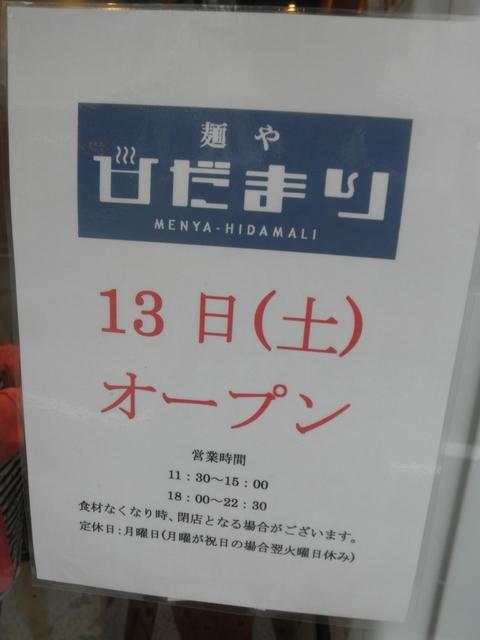 麺や
ひだまり
MENYA-HIDAMALI
13日(土)
オープン
営業時間
11：30～15：00
18：00～22：30
食材なくなり時、閉店となる場合がございます。
定休日:月曜日(月曜が祝日の場合翌火曜日休み)